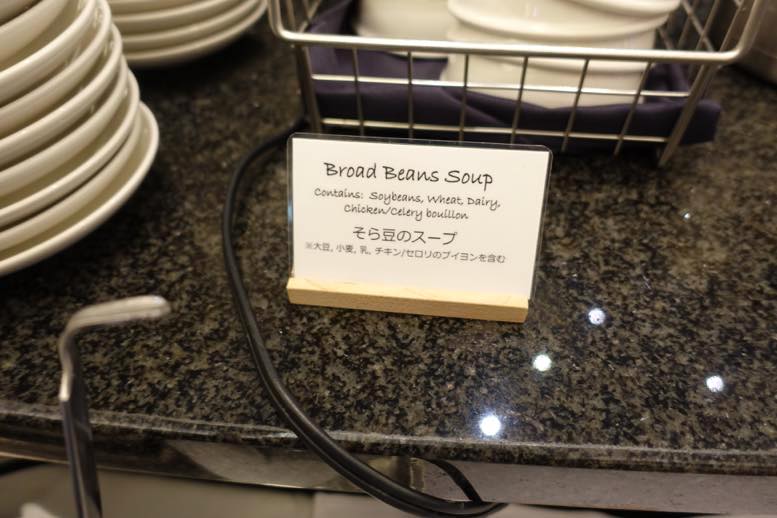 Broad Beans Soup
Contains: Soybeans, Wheat, Dairy,
Chicken/Celery bouillon
そら豆のスープ
※大豆, 小麦, 乳, チキン/セロリのブイヨンを含む